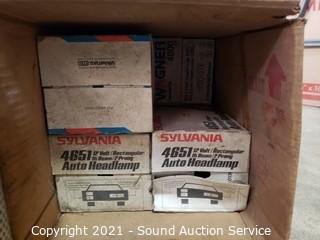 SYLVANIA
WAGNER
4000
SYLVANIA
4651 12 Volt/Rectangular
Hi Beam/2 Prong
Auto Headlamp
SYLVANIA
4651 12 Volt/Rectangular
Hi Beam/2 Prong
Auto Headlamp
Copyright 2021 - Sound Auction Service